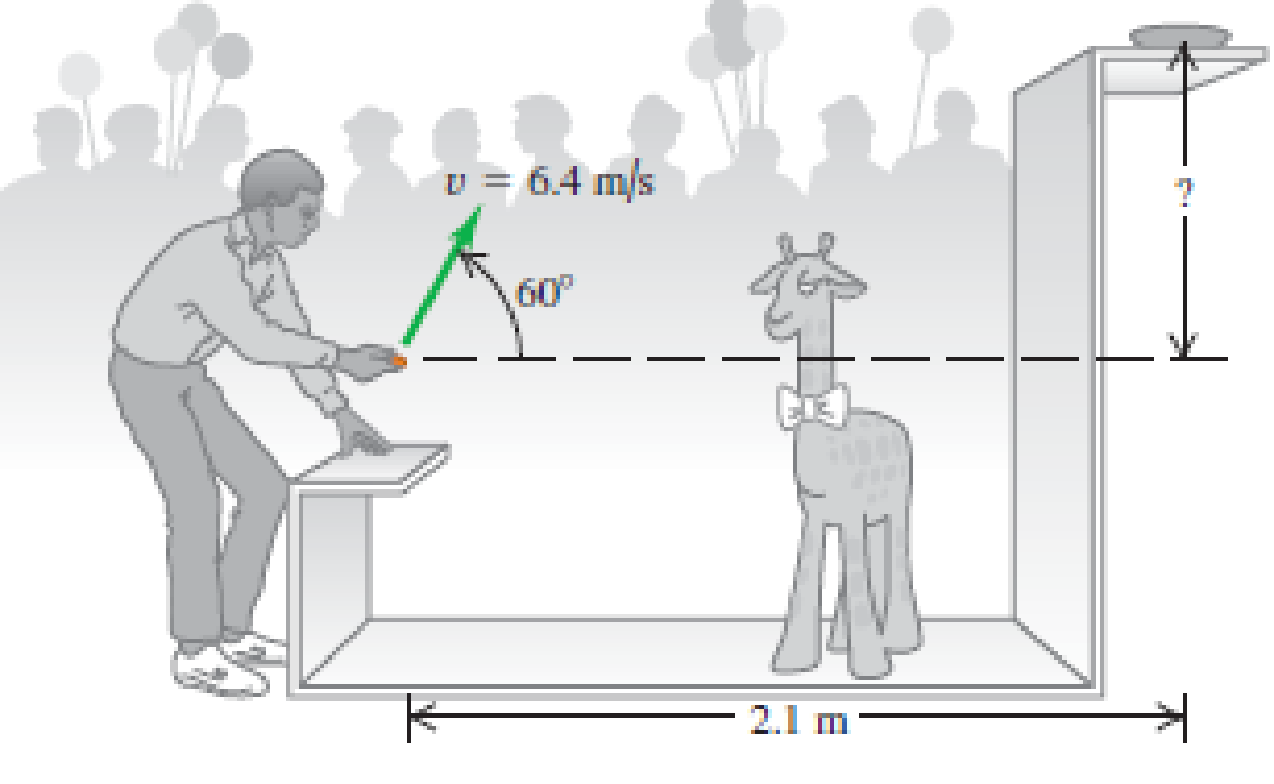 v = 6.4 m/s
?
60°
2.1 m